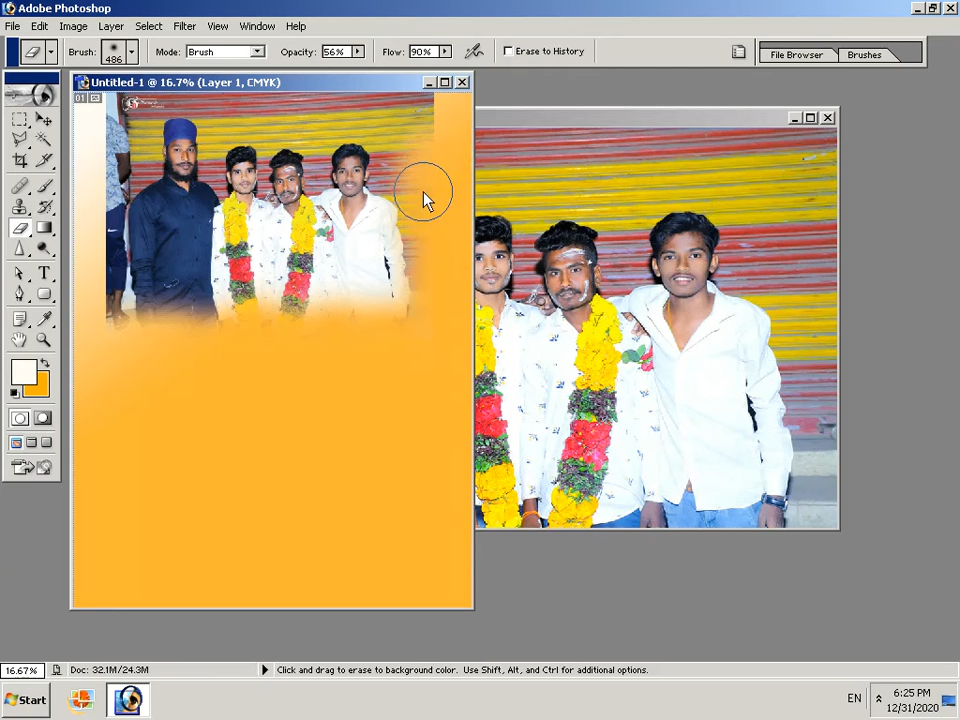 Adobe Photoshop
File Edit Image Layer Select Filter View Window Help
Brush: 486 Mode: Brush Opacity: 56% Flow: 90% Erase to History File Browser Brushes
Untitled-1 @ 16.7% (Layer 1, CMYK)
01
T
16.67% Doc: 32.1M/24.3M Click and drag to erase to background color. Use Shift, Alt, and Ctrl for additional options.
Start EN 6:25 PM
12/31/2020